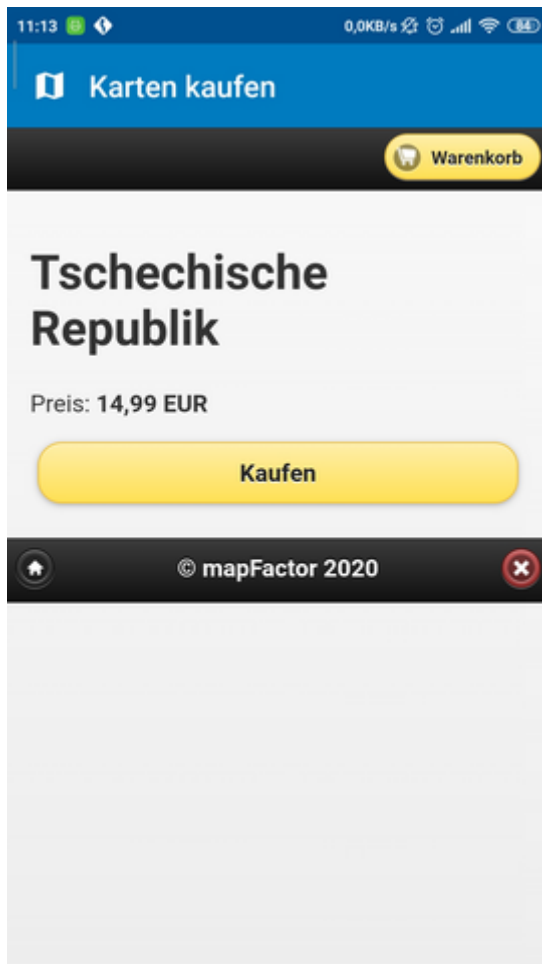 11:13 0,0KB/s 84
Karten kaufen
Warenkorb
Tschechische
Republik
Preis: 14,99 EUR
Kaufen
© mapFactor 2020